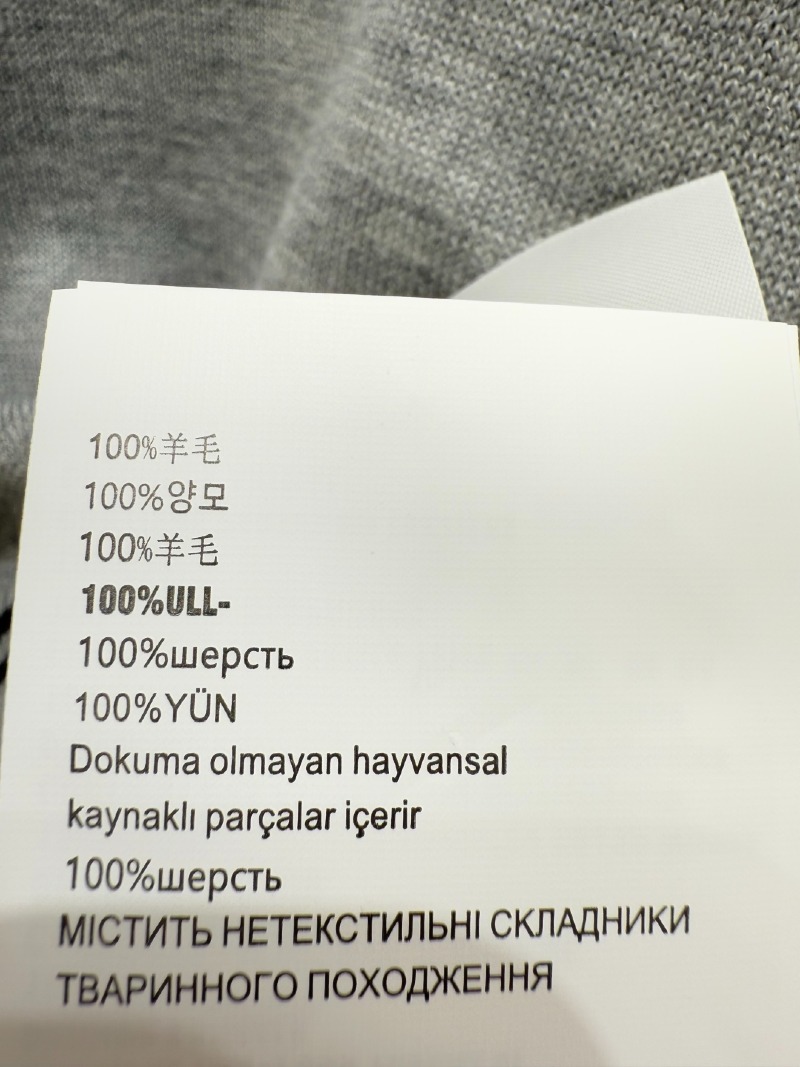 100%羊毛
100%양모
100%羊毛
100%ULL-
100%шерсть
100%YÜN
Dokuma olmayan hayvansal
kaynaklı parçalar içerir
100%шерсть
МІСТИТЬ НЕТЕКСТИЛЬНІ СКЛАДНИКИ
ТВАРИННОГО ПОХОДЖЕННЯ